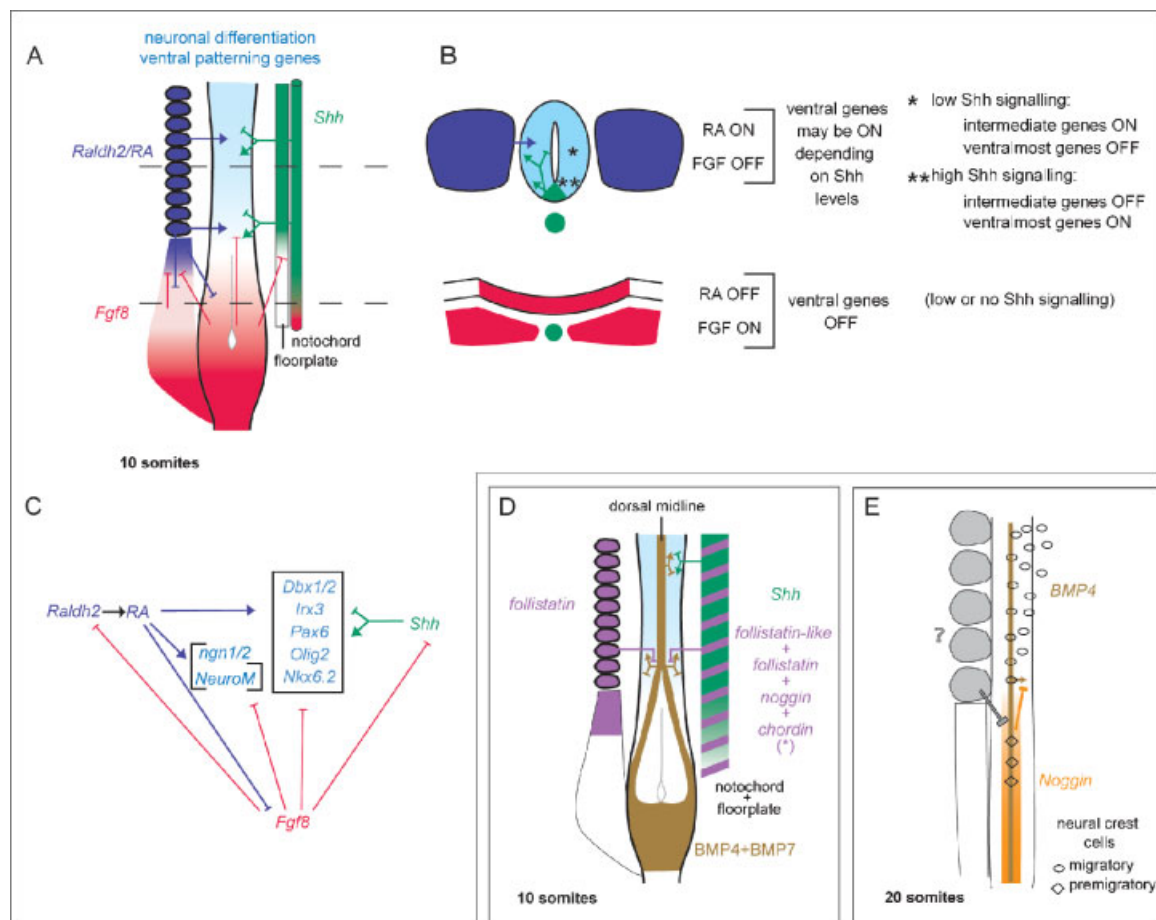 A
neuronal differentiation
ventral patterning genes
Shh
Raldh2/RA
Fgf8
notochord
floorplate
10 somites
B
RA ON
FGF OFF
ventral genes
may be ON
depending
on Shh
levels
* low Shh signalling:
intermediate genes ON
ventralmost genes OFF
** high Shh signalling:
intermediate genes OFF
ventralmost genes ON
*
**
RA OFF
FGF ON
ventral genes
OFF
(low or no Shh signalling)
C
Raldh2
RA
ngn1/2
NeuroM
Dbx1/2
Irx3
Pax6
Olig2
Nkx6.2
Shh
Fgf8
D
dorsal midline
follistatin
Shh
follistatin-like
+
follistatin
+
noggin
+
chordin
(*)
notochord
+
floorplate
BMP4+BMP7
10 somites
E
BMP4
?
Noggin
neural crest
cells
migratory
premigratory
20 somites